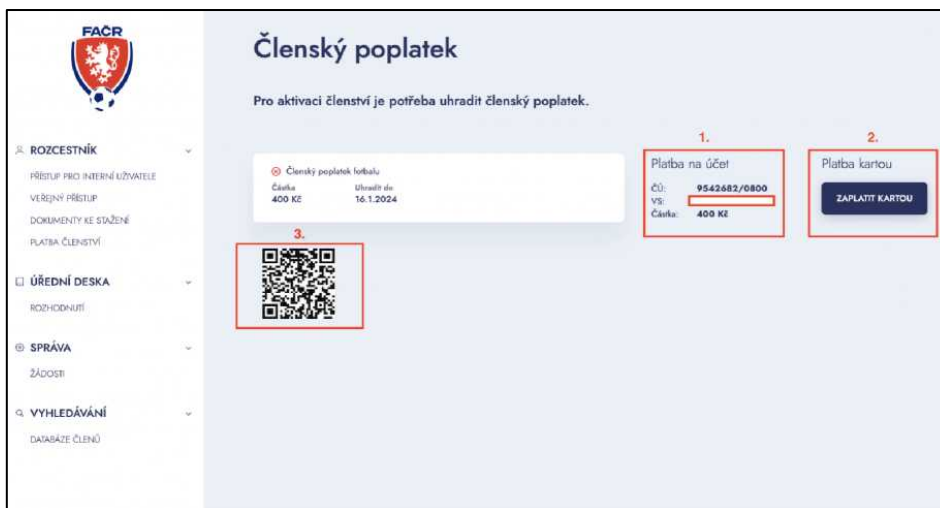 FAČR
ROZCESTNÍK
PŘÍSTUP PRO INTERNÍ UŽIVATELE
VEŘEJNÝ PŘÍSTUP
DOKUMENTY KE STAŽENÍ
PLATBA ČLENSTVÍ
ÚŘEDNÍ DESKA
ROZHODNUTÍ
SPRÁVA
ŽÁDOSTI
VYHLEDÁVÁNÍ
DATABÁZE ČLENŮ
Členský poplatek
Pro aktivaci členství je potřeba uhradit členský poplatek.
Členský poplatek fotbalu
Částka Uhradit do
400 Kč 16.1.2024
1.
Platba na účet
ČÚ: 9542682/0800
VS:
Částka: 400 Kč
2.
Platba kartou
ZAPLATIT KARTOU
3.